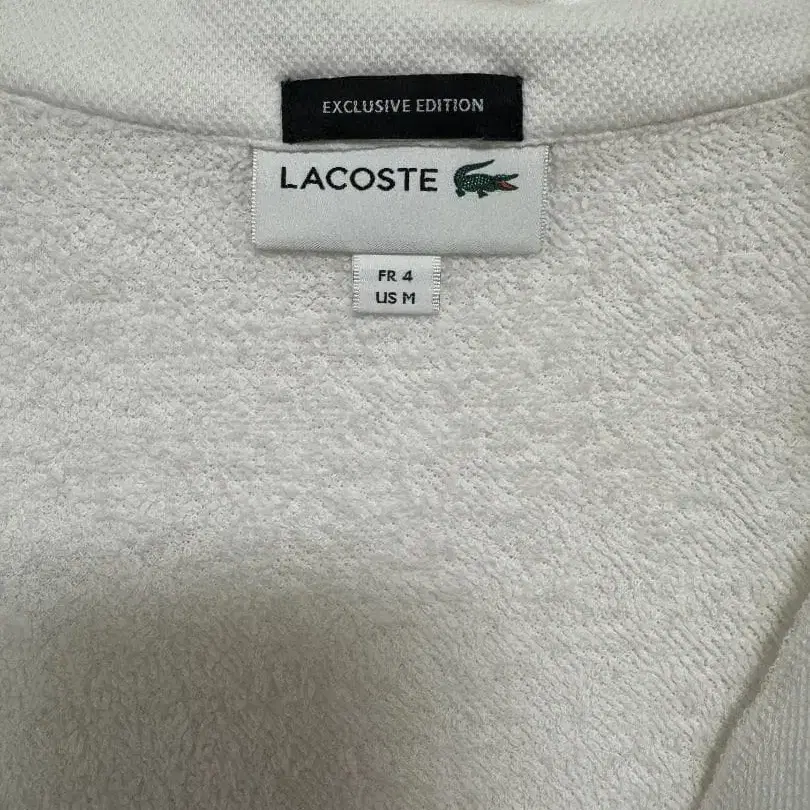 EXCLUSIVE EDITION
LACOSTE
FR 4
US M